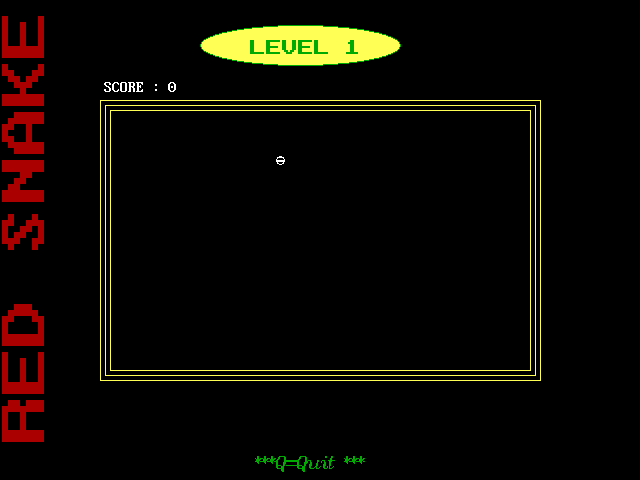 RED SNAKE
LEVEL 1
SCORE : 0
***Q=Quit ***